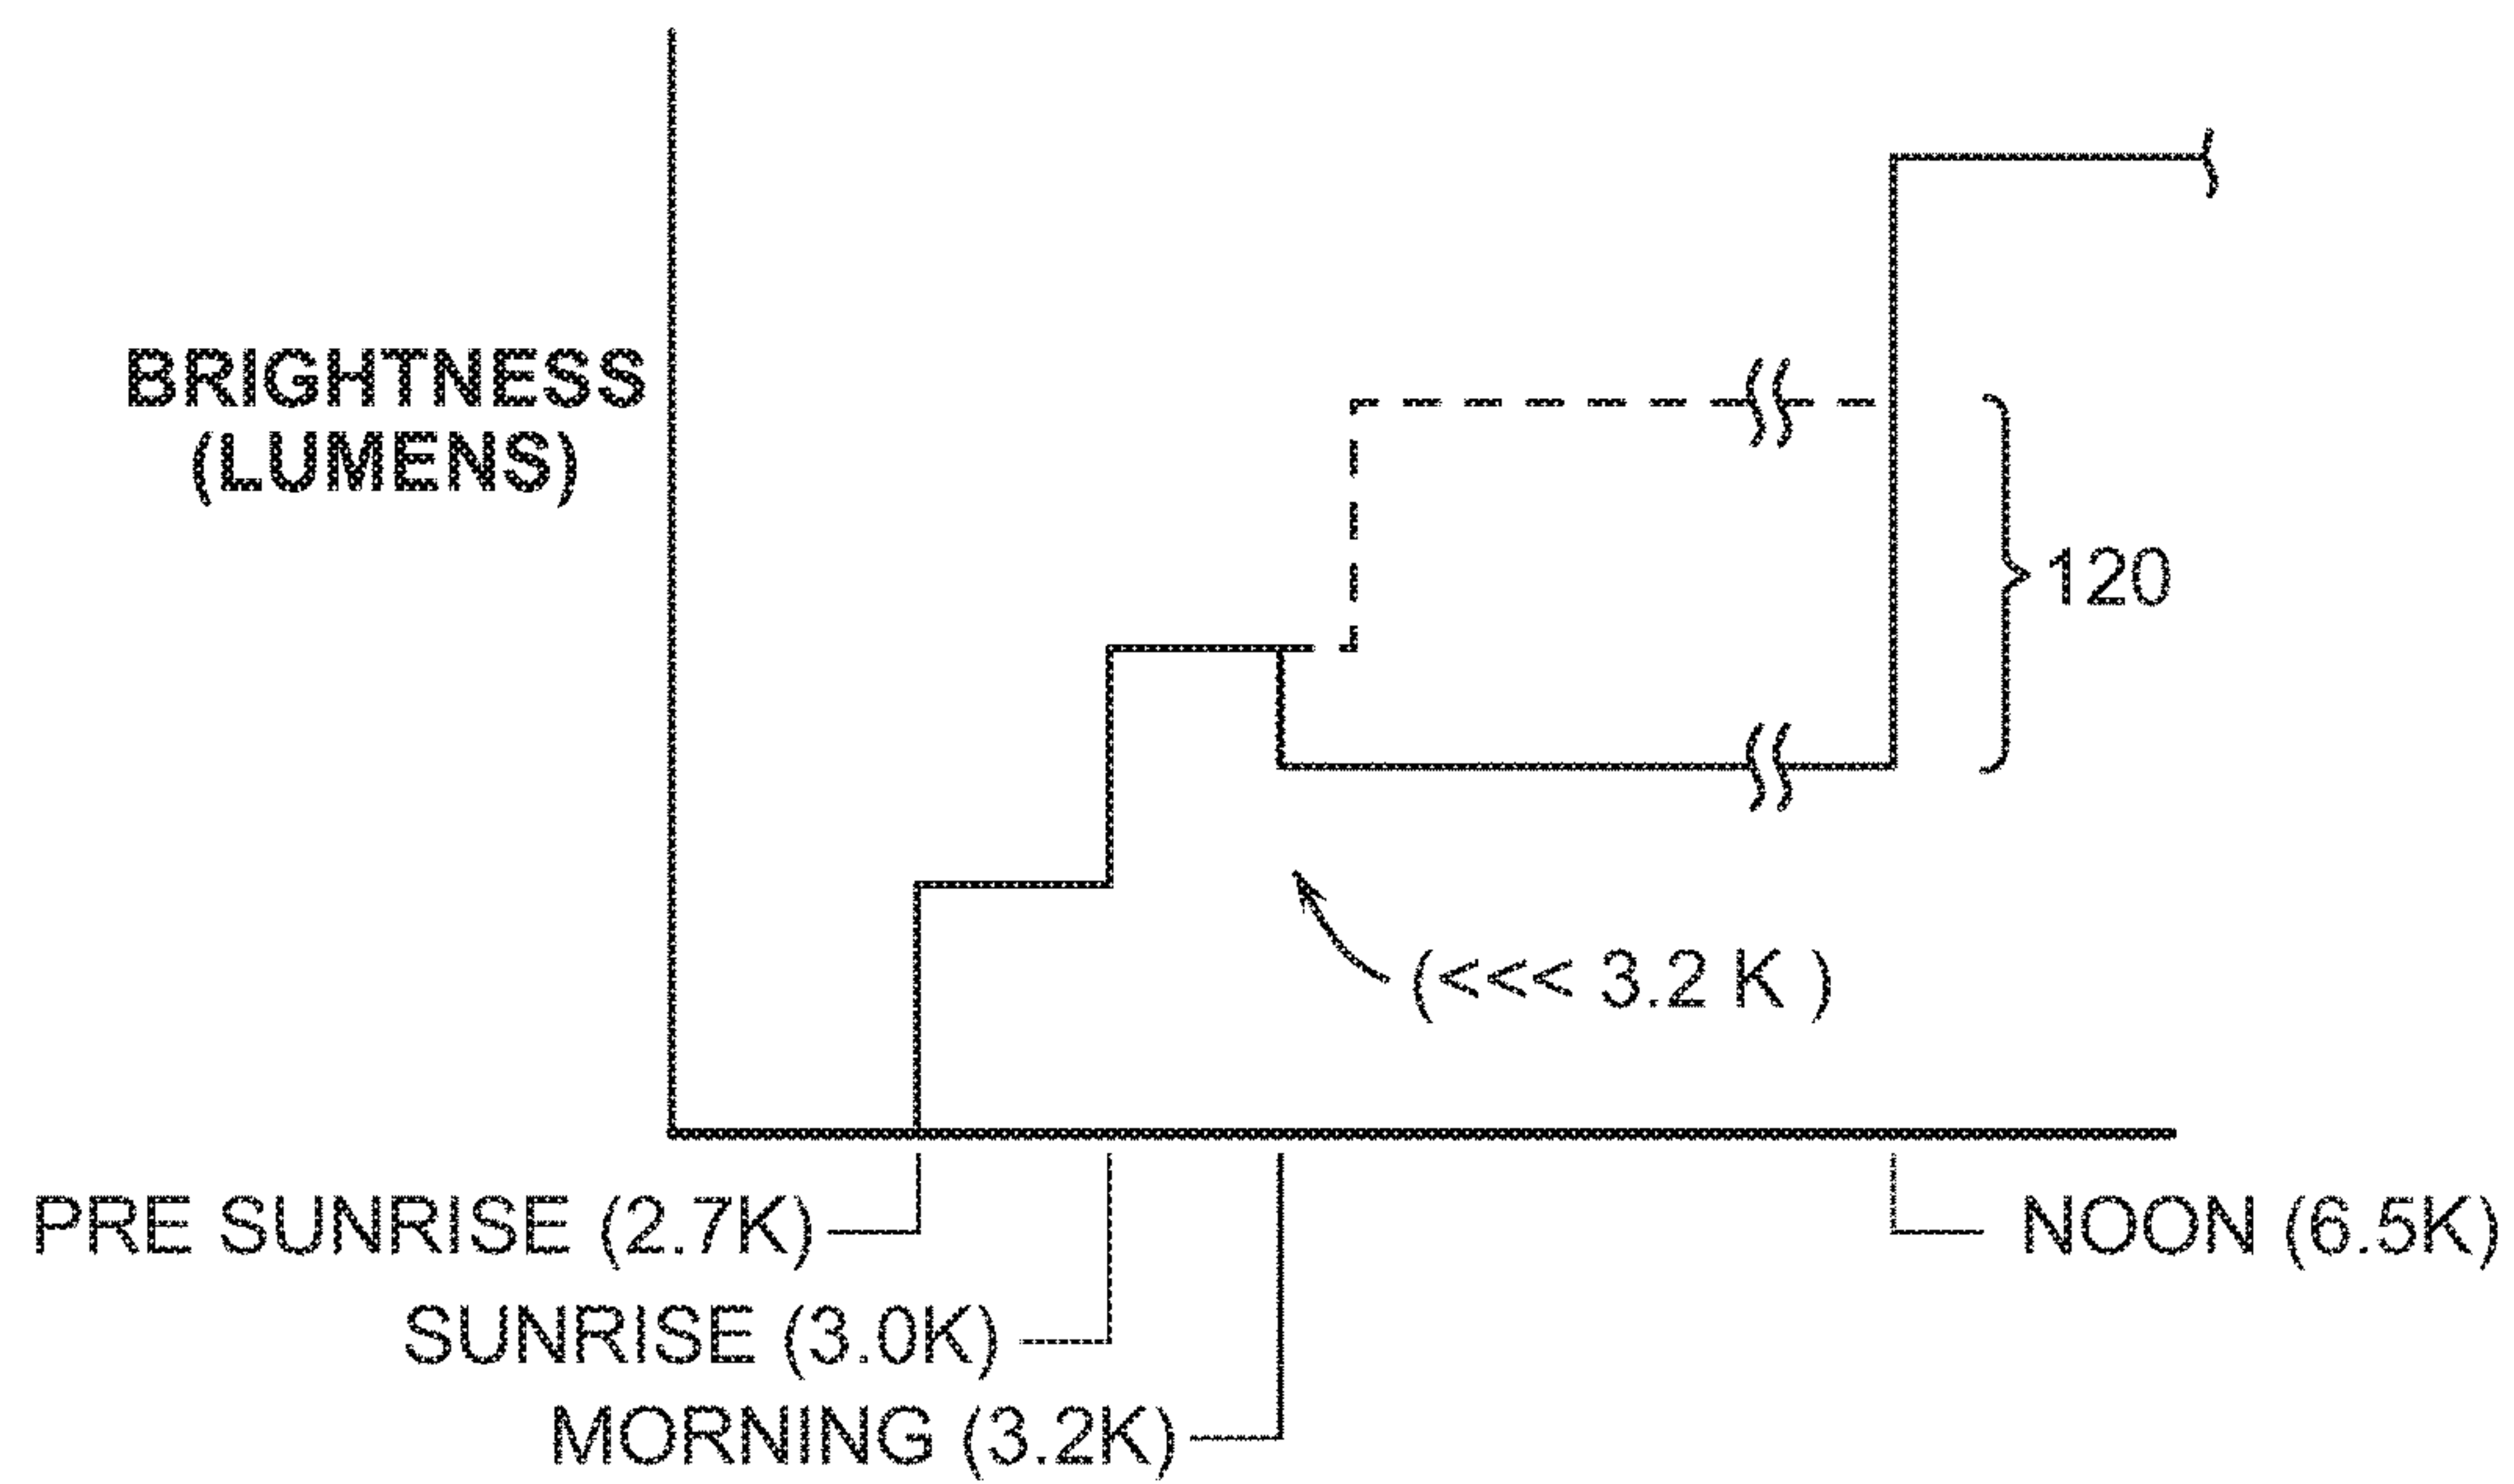 BRIGHTNESS
(LUMENS)
120
(<<< 3.2 K )
PRE SUNRISE (2.7K)
NOON (6.5K)
SUNRISE (3.0K)
MORNING (3.2K)